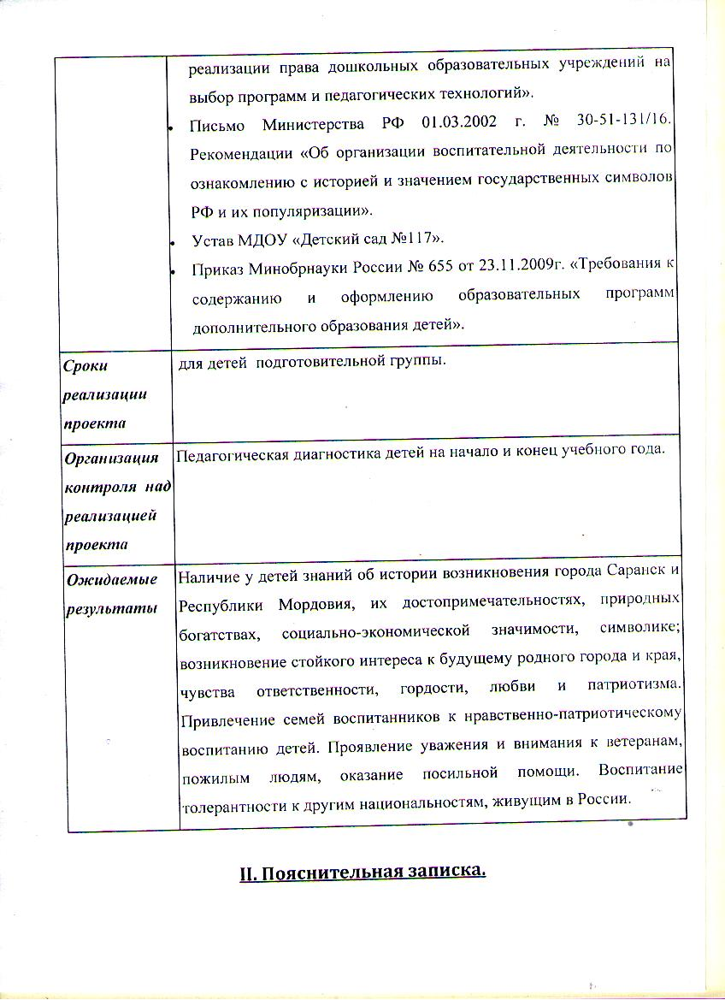 реализации права дошкольных образовательных учреждений на
выбор программ и педагогических технологий».
• Письмо Министерства РФ 01.03.2002 г. № 30-51-131/16.
Рекомендации «Об организации воспитательной деятельности по
ознакомлению с историей и значением государственных символов
РФ и их популяризации».
• Устав МДОУ «Детский сад №117».
• Приказ Минобрнауки России № 655 от 23.11.2009г. «Требования к
содержанию и оформлению образовательных программ
дополнительного образования детей».
Сроки
реализации
проекта
для детей подготовительной группы.
Организация
контроля над
реализацией
проекта
Педагогическая диагностика детей на начало и конец учебного года.
Ожидаемые
результаты
Наличие у детей знаний об истории возникновения города Саранск и
Республики Мордовия, их достопримечательностях, природных
богатствах, социально-экономической значимости, символике;
возникновение стойкого интереса к будущему родного города и края,
чувства ответственности, гордости, любви и патриотизма.
Привлечение семей воспитанников к нравственно-патриотическому
воспитанию детей. Проявление уважения и внимания к ветеранам,
пожилым людям, оказание посильной помощи. Воспитание
толерантности к другим национальностям, живущим в России.
II. Пояснительная записка.